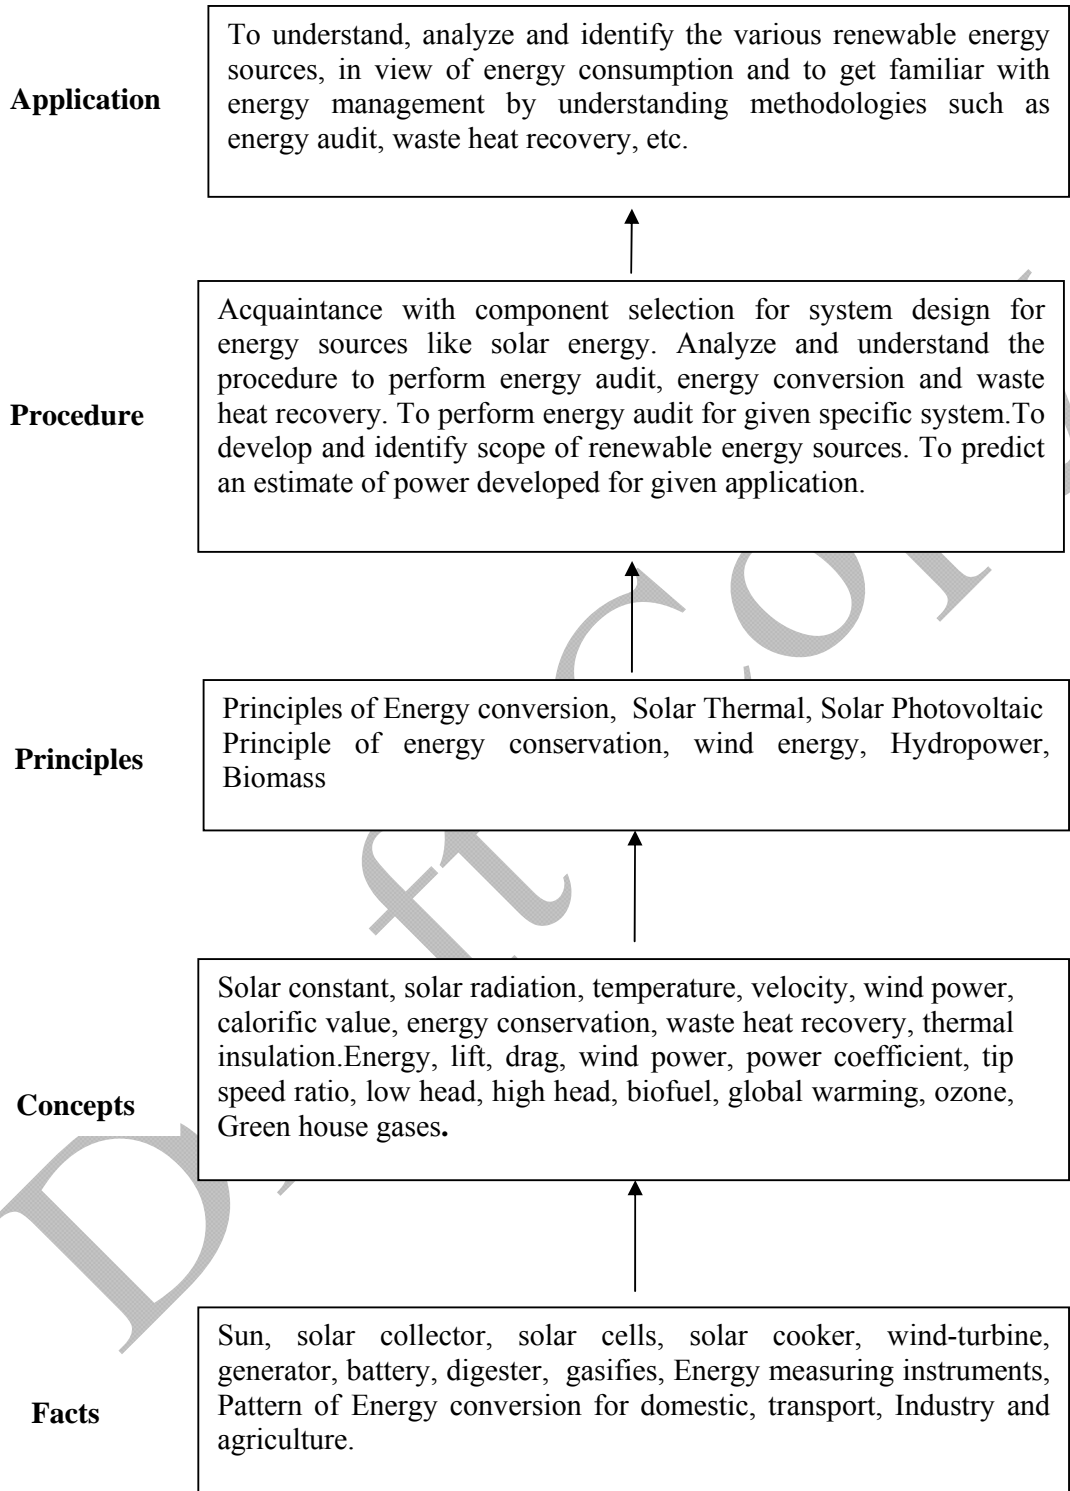 To understand, analyze and identify the various renewable energy
sources, in view of energy consumption and to get familiar with
energy management by understanding methodologies such as
energy audit, waste heat recovery, etc.
Application
Acquaintance with component selection for system design for
energy sources like solar energy. Analyze and understand the
procedure to perform energy audit, energy conversion and waste
heat recovery. To perform energy audit for given specific system.To
develop and identify scope of renewable energy sources. To predict
an estimate of power developed for given application.
Procedure
Principles of Energy conversion, Solar Thermal, Solar Photovoltaic
Principle of energy conservation, wind energy, Hydropower,
Biomass
Principles
Solar constant, solar radiation, temperature, velocity, wind power,
calorific value, energy conservation, waste heat recovery, thermal
insulation.Energy, lift, drag, wind power, power coefficient, tip
speed ratio, low head, high head, biofuel, global warming, ozone,
Green house gases.
Concepts
Sun, solar collector, solar cells, solar cooker, wind-turbine,
generator, battery, digester, gasifies, Energy measuring instruments,
Pattern of Energy conversion for domestic, transport, Industry and
agriculture.
Facts
Draft Copy